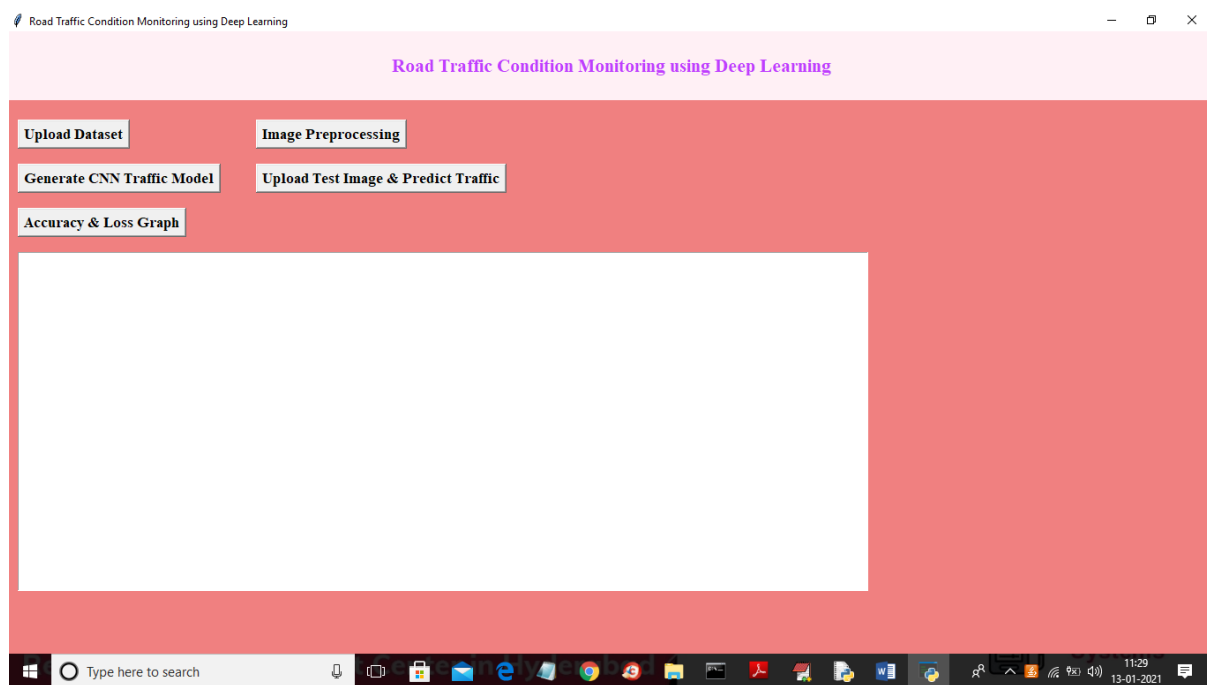 Road Traffic Condition Monitoring using Deep Learning
Road Traffic Condition Monitoring using Deep Learning
Upload Dataset
Image Preprocessing
Generate CNN Traffic Model
Upload Test Image & Predict Traffic
Accuracy & Loss Graph
Type here to search
11:29
13-01-2021